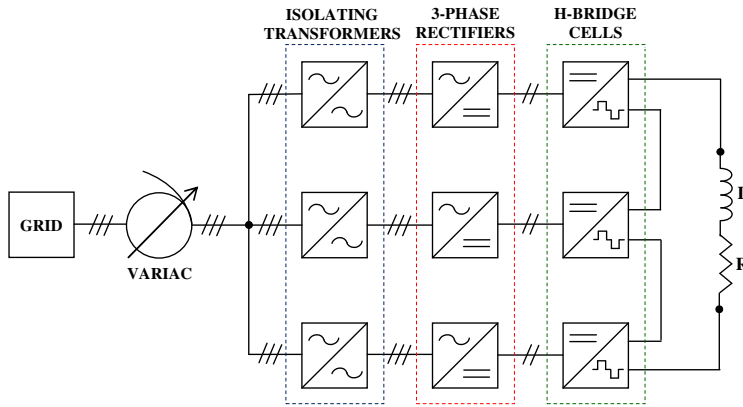 ISOLATING
TRANSFORMERS
3-PHASE
RECTIFIERS
H-BRIDGE
CELLS
GRID
VARIAC
R